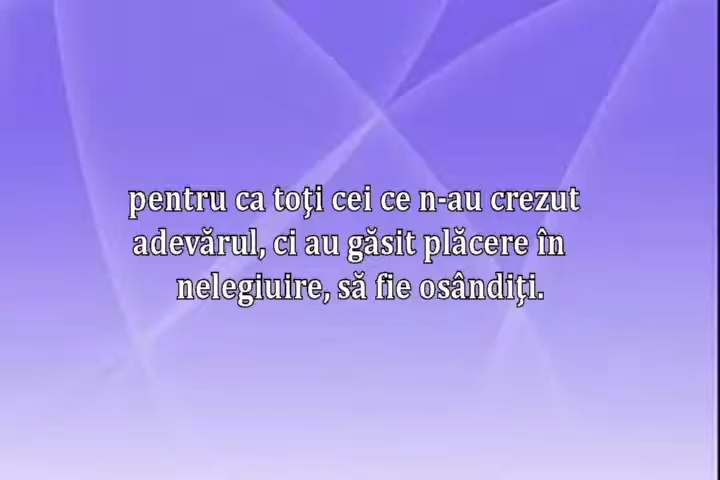 pentru ca toţi cei ce n-au crezut
adevărul, ci au găsit plăcere în
nelegiuire, să fie osândiţi.